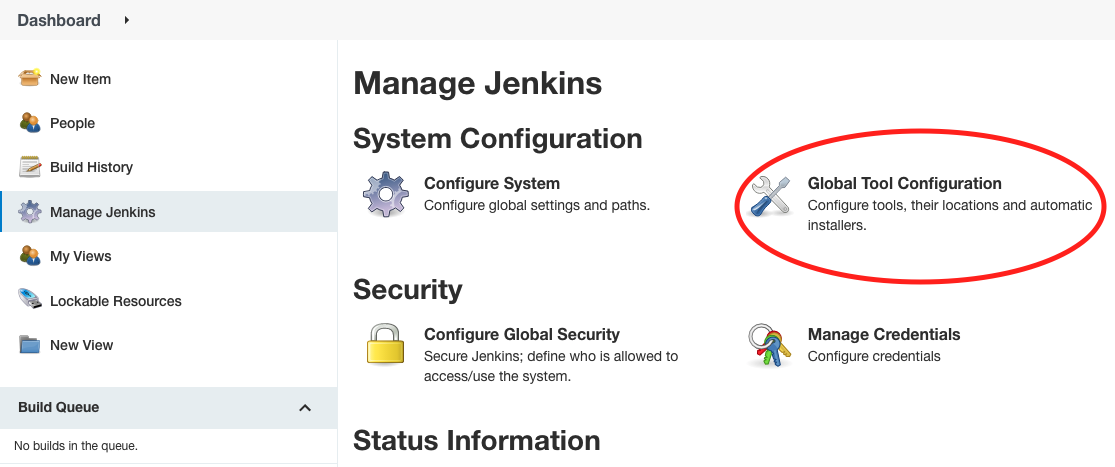 Dashboard
New Item
People
Build History
Manage Jenkins
My Views
Lockable Resources
New View
Build Queue
No builds in the queue.
Manage Jenkins
System Configuration
Configure System
Configure global settings and paths.
Global Tool Configuration
Configure tools, their locations and automatic
installers.
Security
Configure Global Security
Secure Jenkins; define who is allowed to
access/use the system.
Manage Credentials
Configure credentials
Status Information